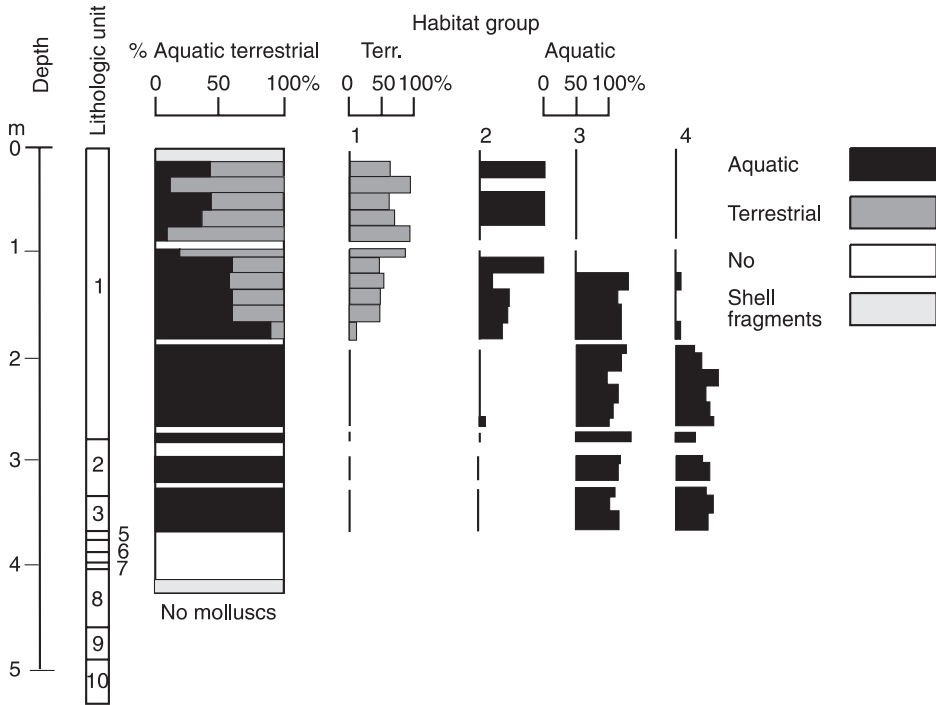 Habitat group
% Aquatic terrestrial
Terr.
Aquatic
0 50 100%
0 50 100%
0 50 100%
Depth
Lithologic unit
m
1
2
3
4
0
1
2
3
4
5
1
2
3
5
6
7
8
9
10
No molluscs
Aquatic
Terrestrial
No
Shell
fragments